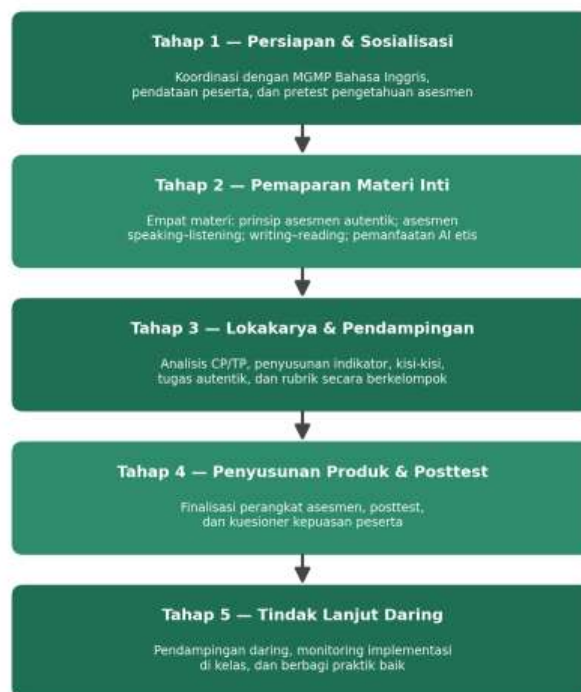 Tahap 1 — Persiapan & Sosialisasi
Koordinasi dengan MGMP Bahasa Inggris,
pendataan peserta, dan pretest pengetahuan asesmen
Tahap 2 — Pemaparan Materi Inti
Empat materi: prinsip asesmen autentik; asesmen
speaking–listening; writing–reading; pemanfaatan AI etis
Tahap 3 — Lokakarya & Pendampingan
Analisis CP/TP, penyusunan indikator, kisi-kisi,
tugas autentik, dan rubrik secara berkelompok
Tahap 4 — Penyusunan Produk & Posttest
Finalisasi perangkat asesmen, posttest,
dan kuesioner kepuasan peserta
Tahap 5 — Tindak Lanjut Daring
Pendampingan daring, monitoring implementasi
di kelas, dan berbagi praktik baik